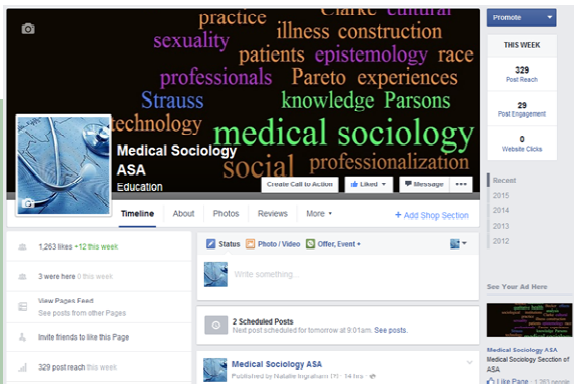 practice Clarke cultural
illness construction
sexuality
patients epistemology race
professionals Pareto experiences
Strauss knowledge Parsons
technology
medical sociology
social professionalization
Medical Sociology
ASA
Education
Create Call to Action
Liked
Message
Timeline
About
Photos
Reviews
More
+ Add Shop Section
Promote
THIS WEEK
329
Post Reach
29
Post Engagement
0
Website Clicks
Recent
2015
2014
2013
2012
See Your Ad Here
Medical Sociology ASA
Medical Sociology Secction of
ASA
Like Page
1,263 likes +12 this week
3 were here 0 this week
View Pages Feed
See posts from other Pages
Invite friends to like this Page
329 post reach this week
Status
Photo / Video
Offer, Event +
Write something...
2 Scheduled Posts
Next post scheduled for tomorrow at 9:01am. See posts.
Medical Sociology ASA
Published by Natalie Ingraham · 14 hrs